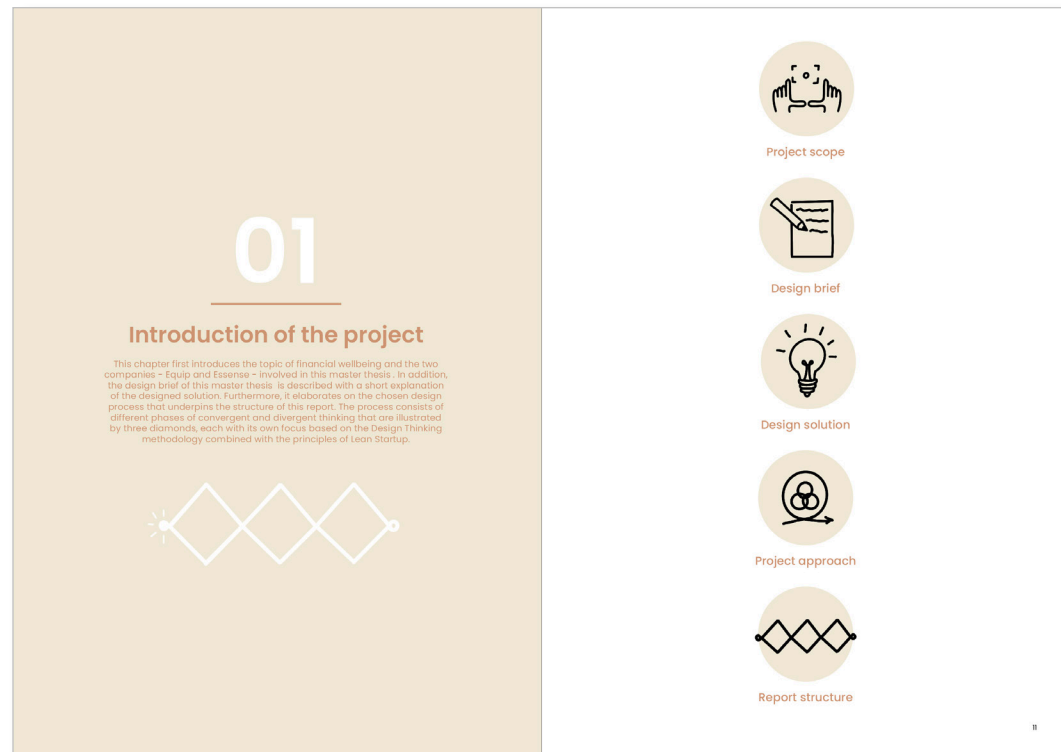 01
Introduction of the project
This chapter first introduces the topic of financial wellbeing and the two
companies - Equip and Essense - involved in this master thesis . In addition,
the design brief of this master thesis  is described with a short explanation
of the designed solution. Furthermore, it elaborates on the chosen design
process that underpins the structure of this report. The process consists of
different phases of convergent and divergent thinking that are illustrated
by three diamonds, each with its own focus based on the Design Thinking
methodology combined with the principles of Lean Startup.
Project scope
Design brief
Design solution
Project approach
Report structure
11